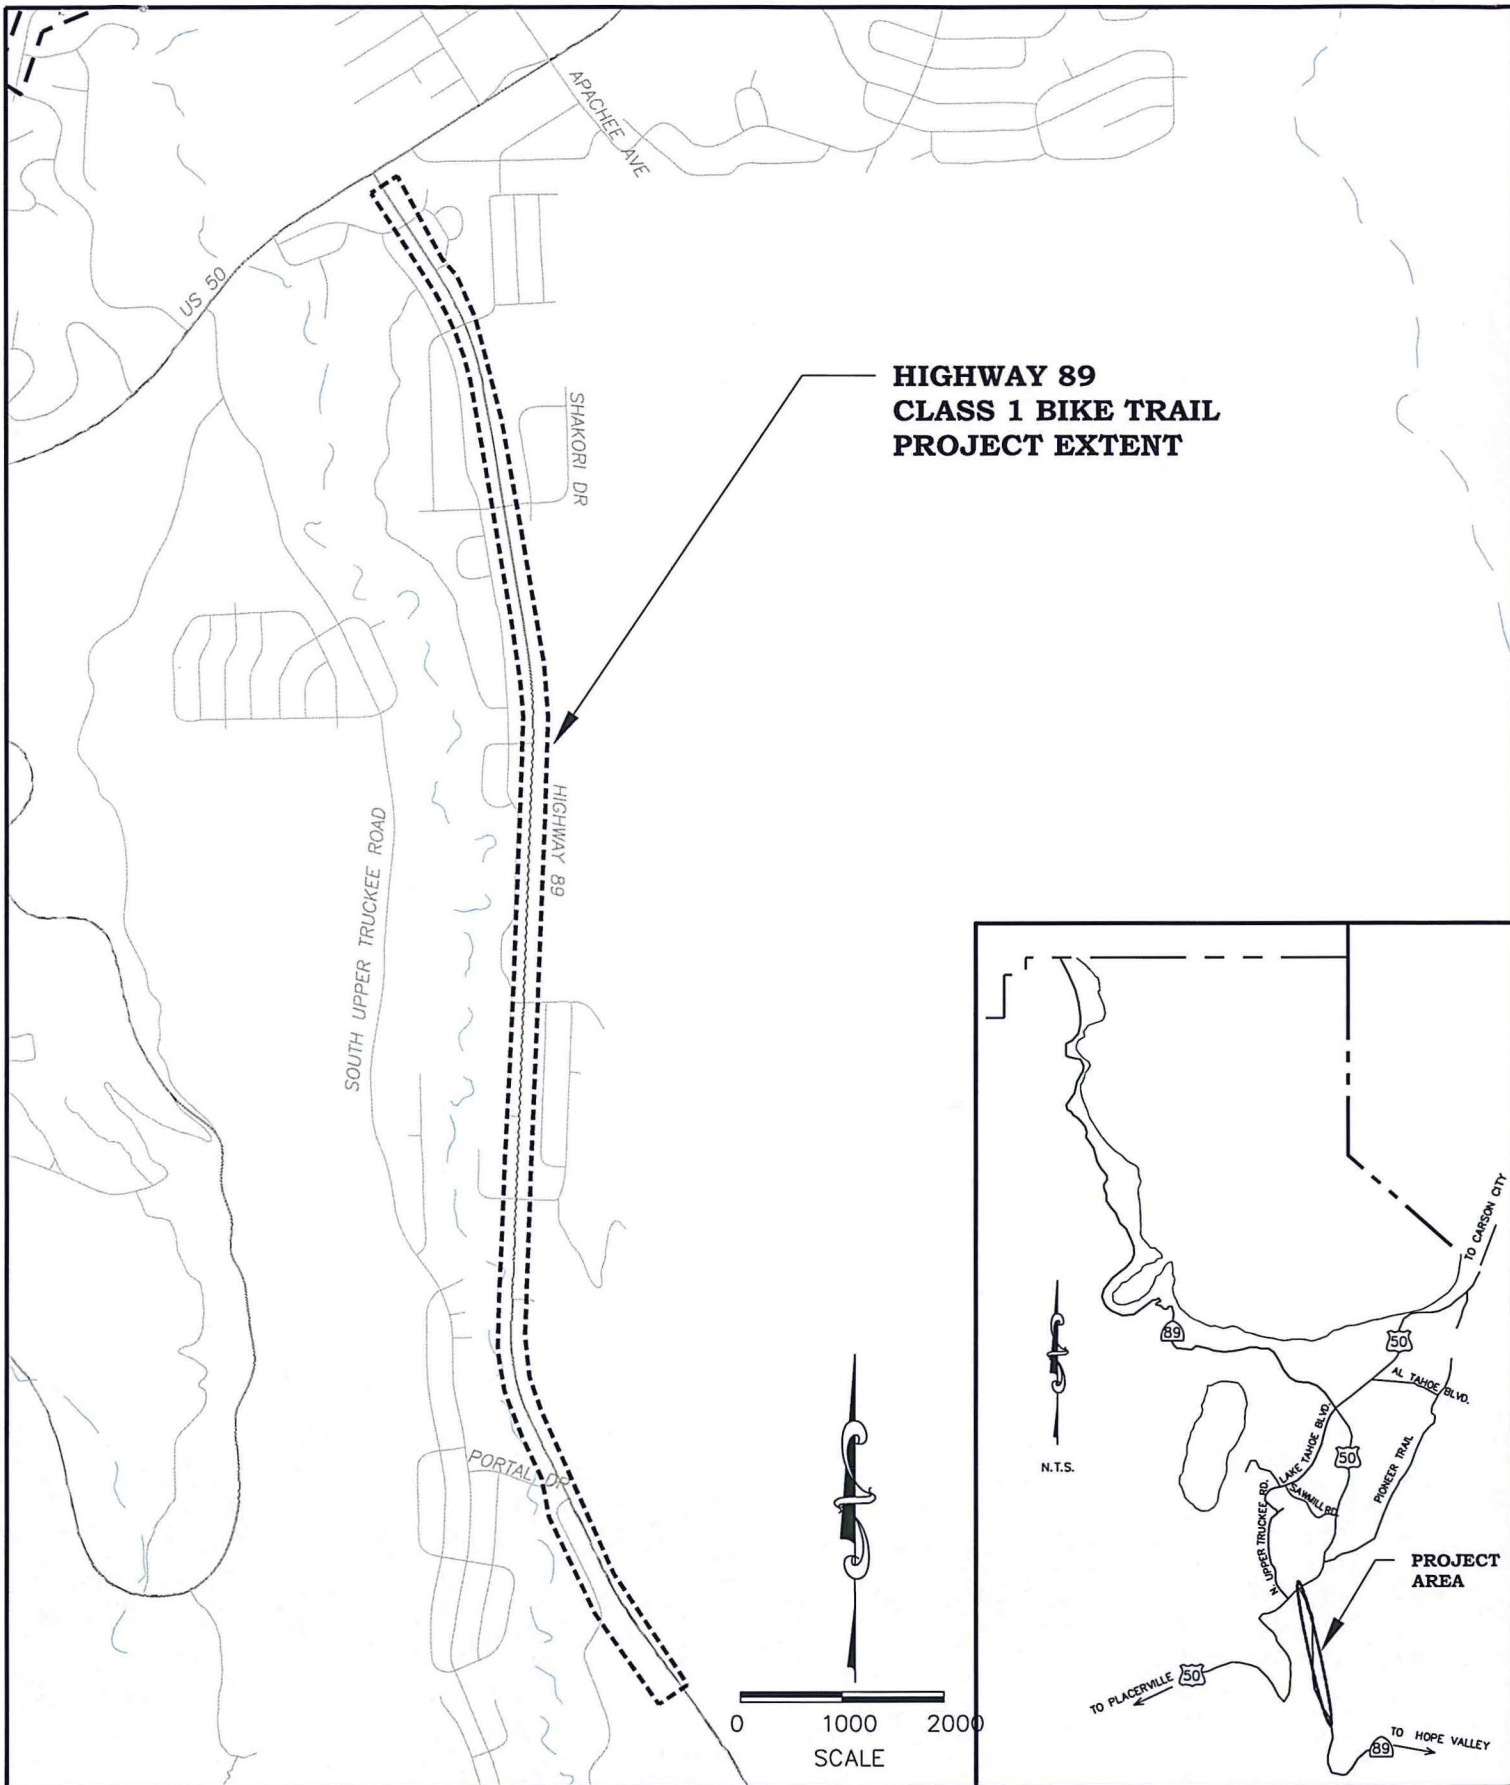 APACHEE AVE
US 50
HIGHWAY 89
CLASS 1 BIKE TRAIL
PROJECT EXTENT
SHAKORI DR
HIGHWAY 89
SOUTH UPPER TRUCKEE ROAD
PORTAL DR
0 1000 2000
SCALE
TO CARSON CITY
89
50
AL TAHOE BLVD.
N.T.S.
LAKE TAHOE BLVD.
50
PIONEER TRAIL
SAWMILL RD.
N. UPPER TRUCKEE RD.
PROJECT
AREA
TO PLACERVILLE
50
TO HOPE VALLEY
89